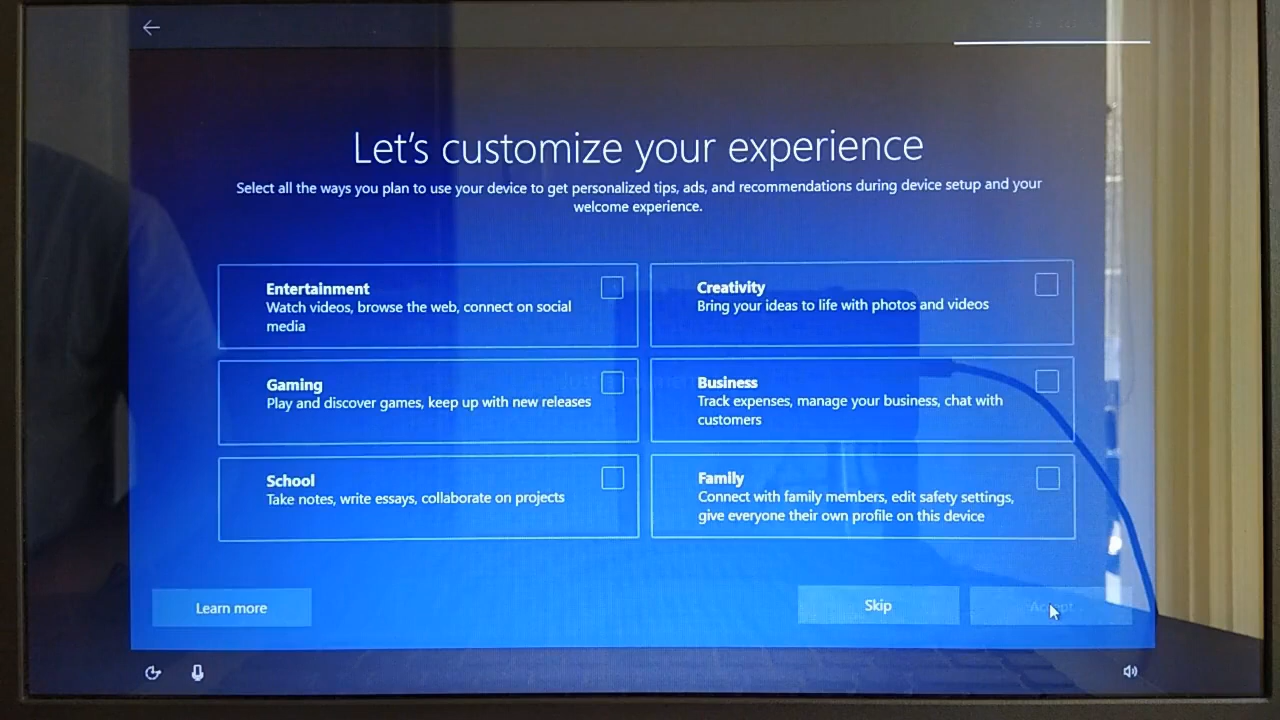 Let's customize your experience
Select all the ways you plan to use your device to get personalized tips, ads, and recommendations during device setup and your
welcome experience.
Entertainment
Watch videos, browse the web, connect on social
media
Creativity
Bring your ideas to life with photos and videos
Gaming
Play and discover games, keep up with new releases
Business
Track expenses, manage your business, chat with
customers
School
Take notes, write essays, collaborate on projects
Family
Connect with family members, edit safety settings,
give everyone their own profile on this device
Learn more
Skip
Accept